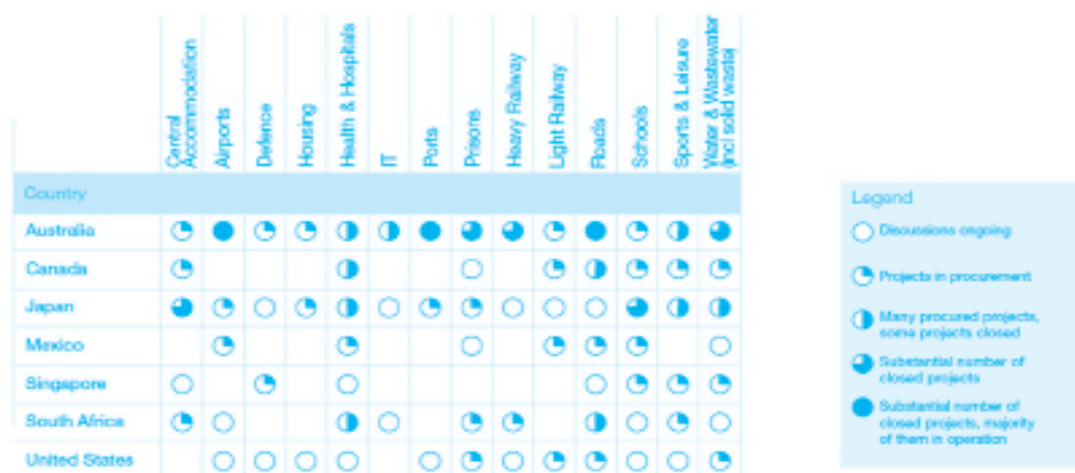 Central
Accommodation
Airports
Defence
Housing
Health & Hospitals
IT
Ports
Prisons
Heavy Railway
Light Railway
Roads
Schools
Sports & Leisure
Water & Wastewater
(incl solid waste)
Country
Australia
Canada
Japan
Mexico
Singapore
South Africa
United States
Legend
Discussions ongoing
Projects in procurement
Many procured projects,
some projects closed
Substantial number of
closed projects
Substantial number of
closed projects, majority
of them in operation